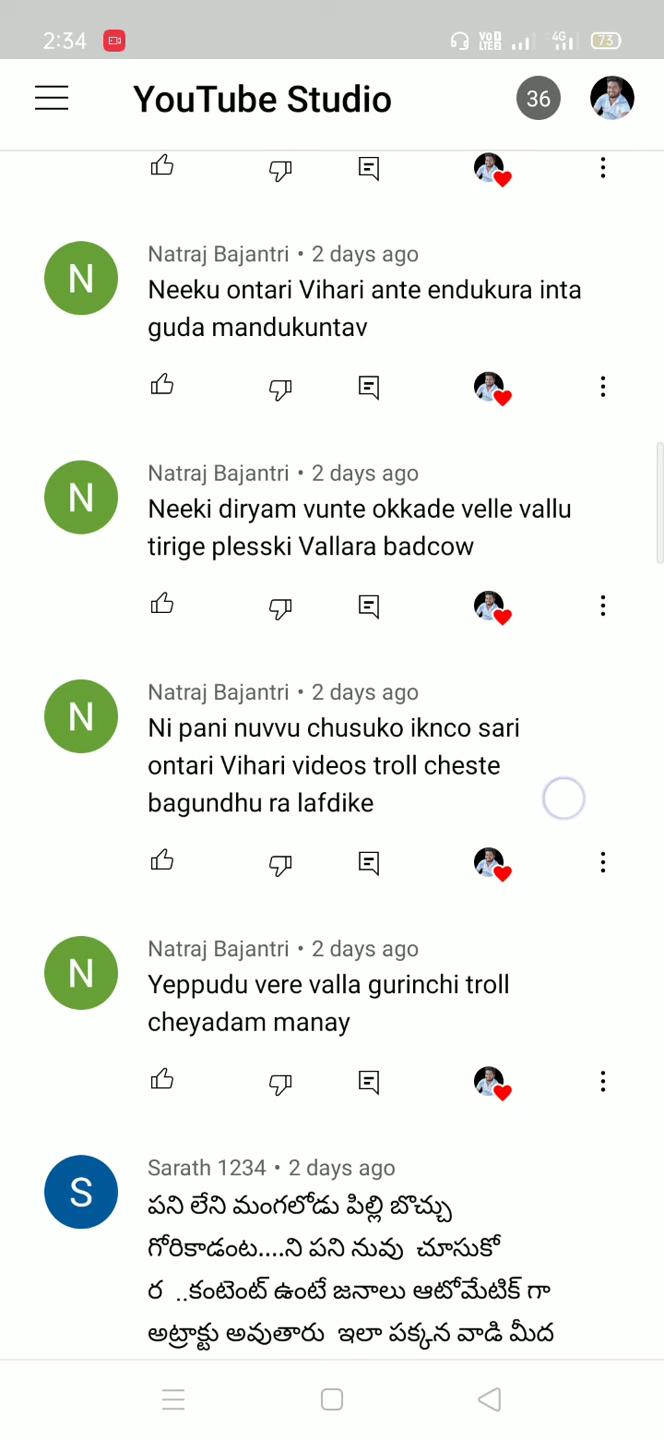 2:34
VoD LTE 4G 73
YouTube Studio
36
Natraj Bajantri • 2 days ago
Neeku ontari Vihari ante endukura inta
guda mandukuntav
N
Natraj Bajantri • 2 days ago
Neeki diryam vunte okkade velle vallu
tirige plesski Vallara badcow
N
Natraj Bajantri • 2 days ago
Ni pani nuvvu chusuko iknco sari
ontari Vihari videos troll cheste
bagundhu ra lafdike
N
Natraj Bajantri • 2 days ago
Yeppudu vere valla gurinchi troll
cheyadam manay
N
Sarath 1234 • 2 days ago
S
పని లేని మంగలోడు పిల్లి బొచ్చు
గోరికాడంట....ని పని నువు చూసుకో
ర ..కంటెంట్ ఉంటే జనాలు ఆటోమేటిక్ గా
అట్రాక్టు అవుతారు ఇలా పక్కన వాడి మీద